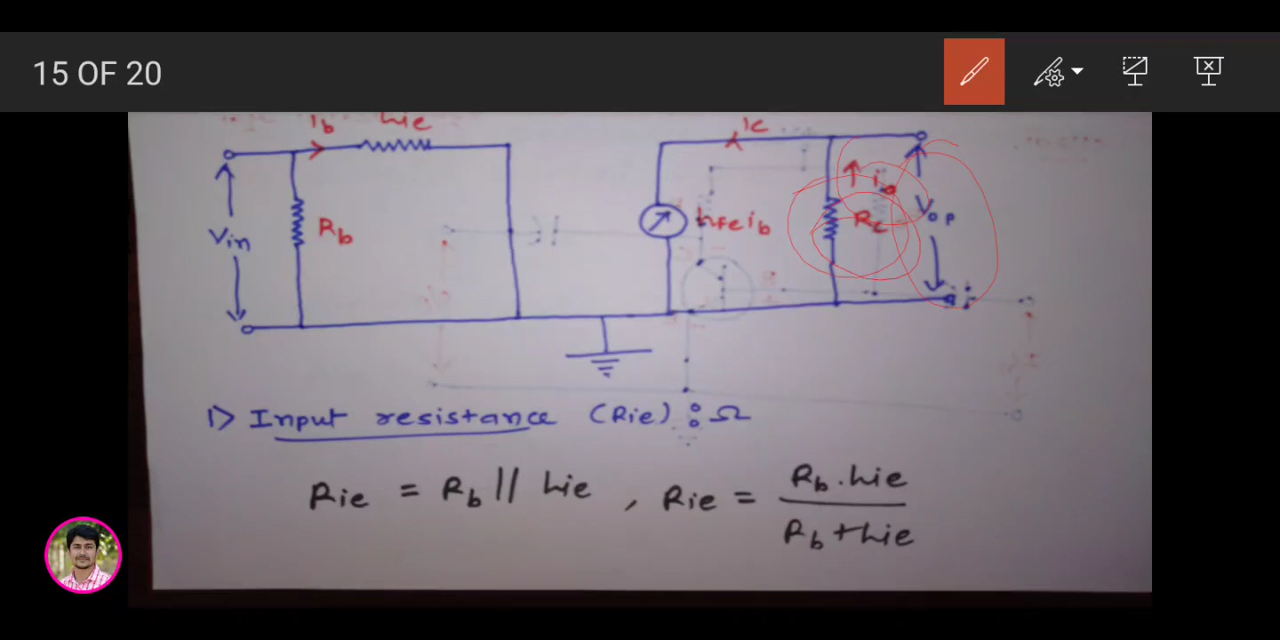 15 OF 20
ib hie ic
Vin Rb hfeib Rc io Vop
1> Input resistance (Rie) : Ω
Rie = Rb // hie , Rie = Rb . hie
Rb + hie